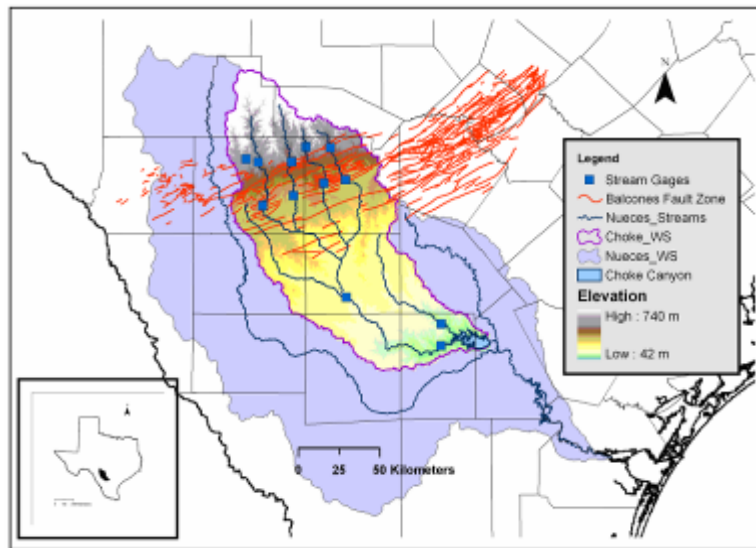 N
Legend
Stream Gages
Balcones Fault Zone
Nueces_Streams
Choke_WS
Nueces_WS
Choke Canyon
Elevation
High : 740 m
Low : 42 m
0 25 50 Kilometers